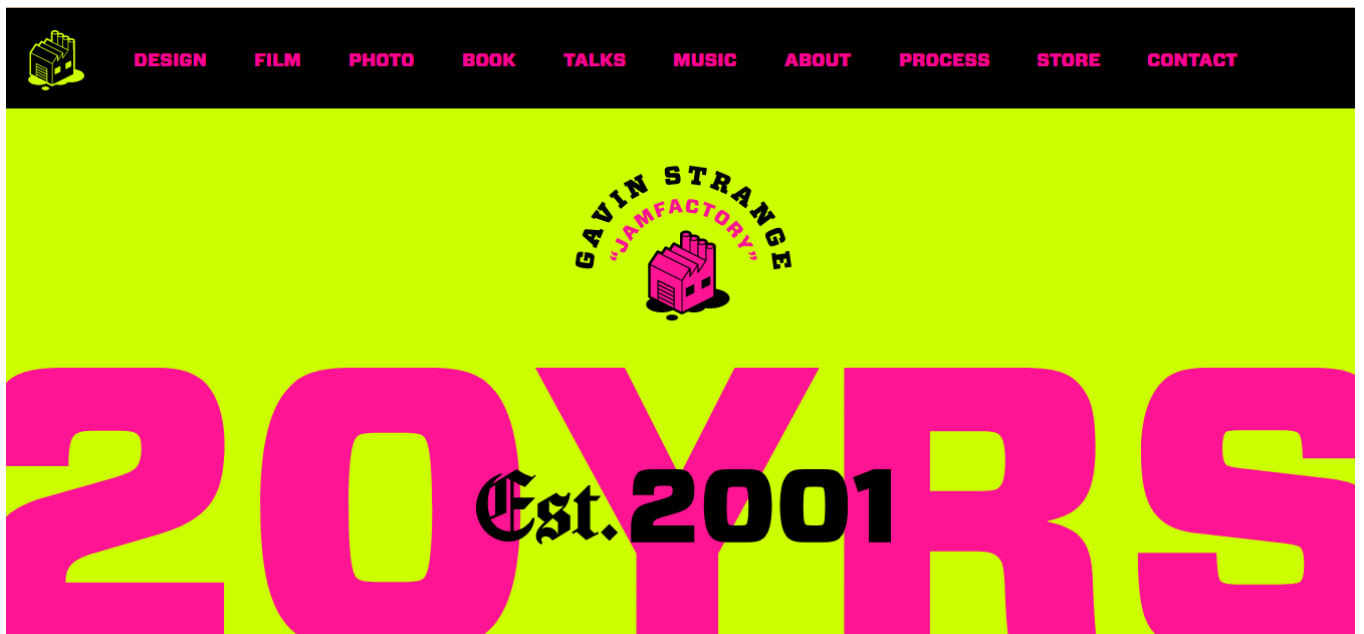 DESIGN FILM PHOTO BOOK TALKS MUSIC ABOUT PROCESS STORE CONTACT
GAVIN STRANGE
“JAMFACTORY”
20YRS
Est. 2001